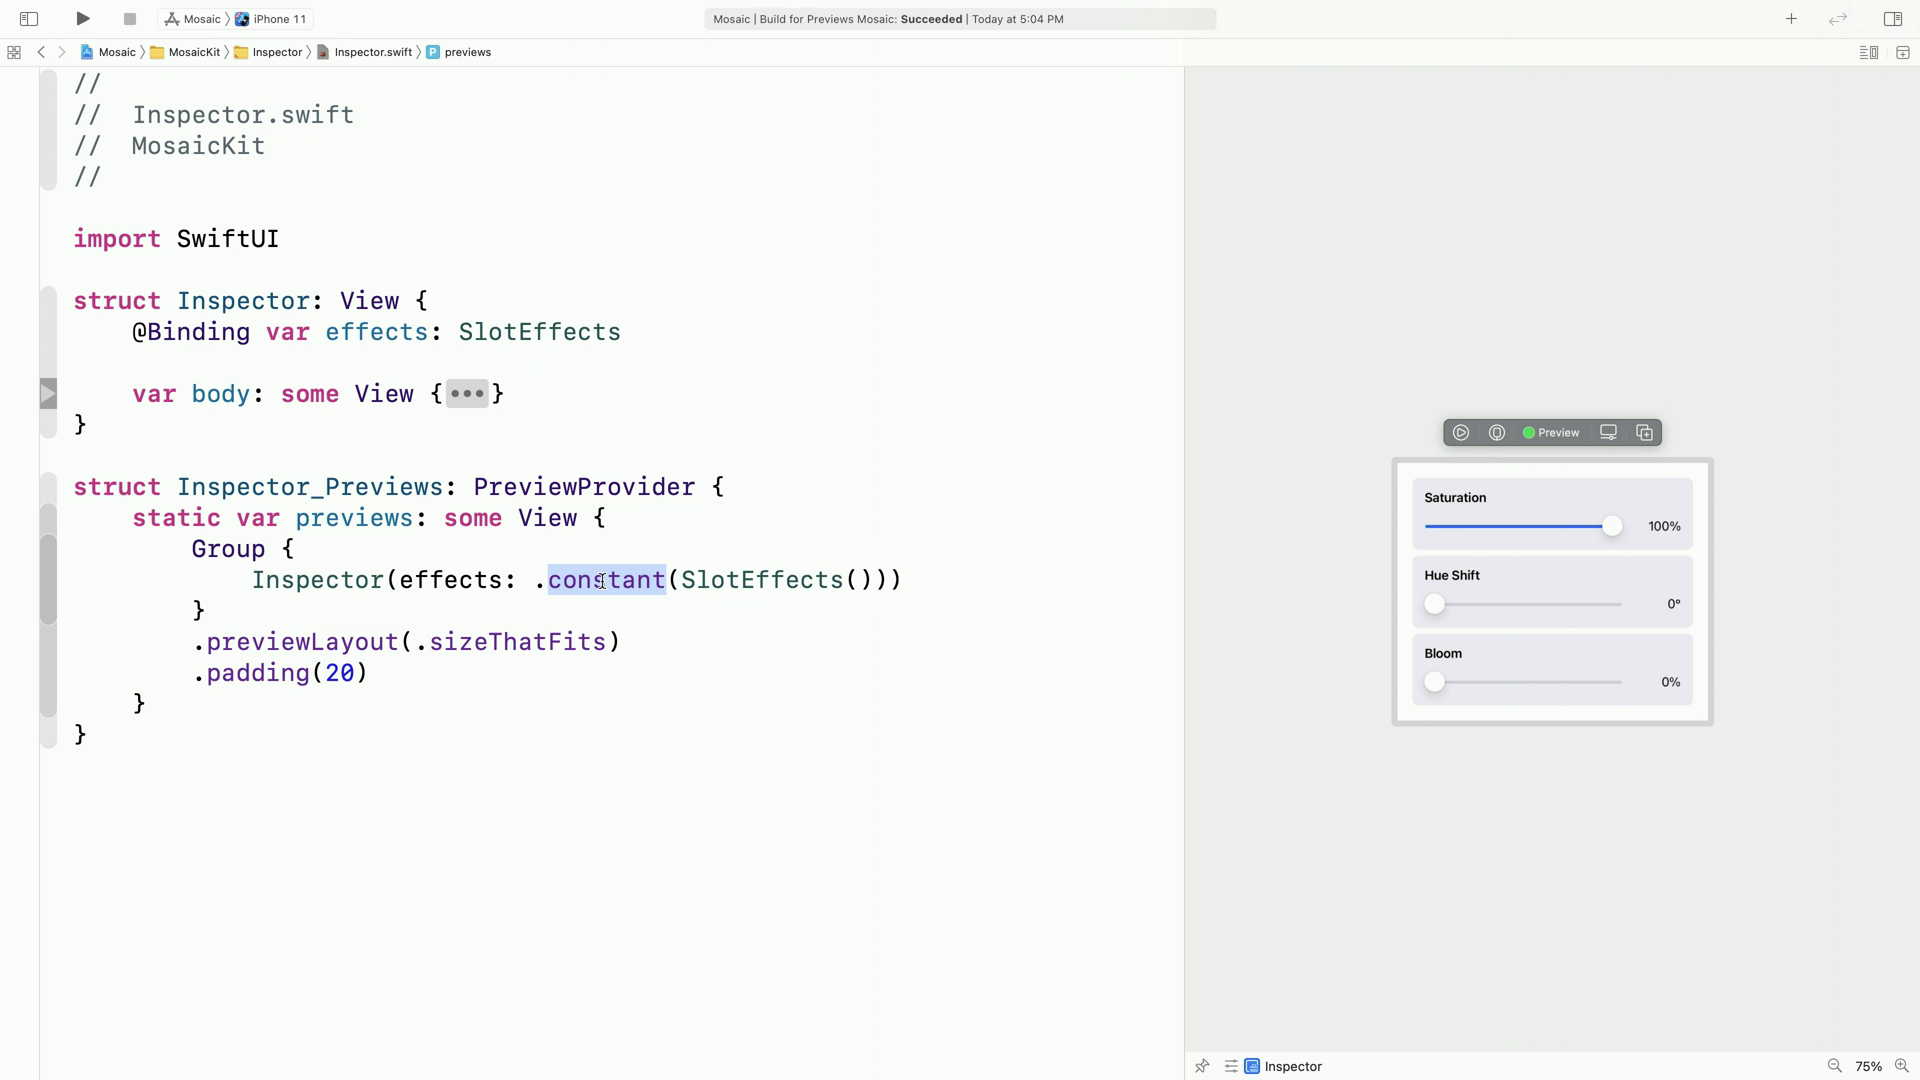 Mosaic 〉 iPhone 11
Mosaic | Build for Previews Mosaic: Succeeded | Today at 5:04 PM
Mosaic 〉 MosaicKit 〉 Inspector 〉 Inspector.swift 〉 P previews
//
//  Inspector.swift
//  MosaicKit
//
import SwiftUI
struct Inspector: View {
@Binding var effects: SlotEffects
var body: some View {•••}
}
struct Inspector_Previews: PreviewProvider {
static var previews: some View {
Group {
Inspector(effects: .constant(SlotEffects()))
}
.previewLayout(.sizeThatFits)
.padding(20)
}
}
Preview
Saturation
100%
Hue Shift
0°
Bloom
0%
Inspector
75%